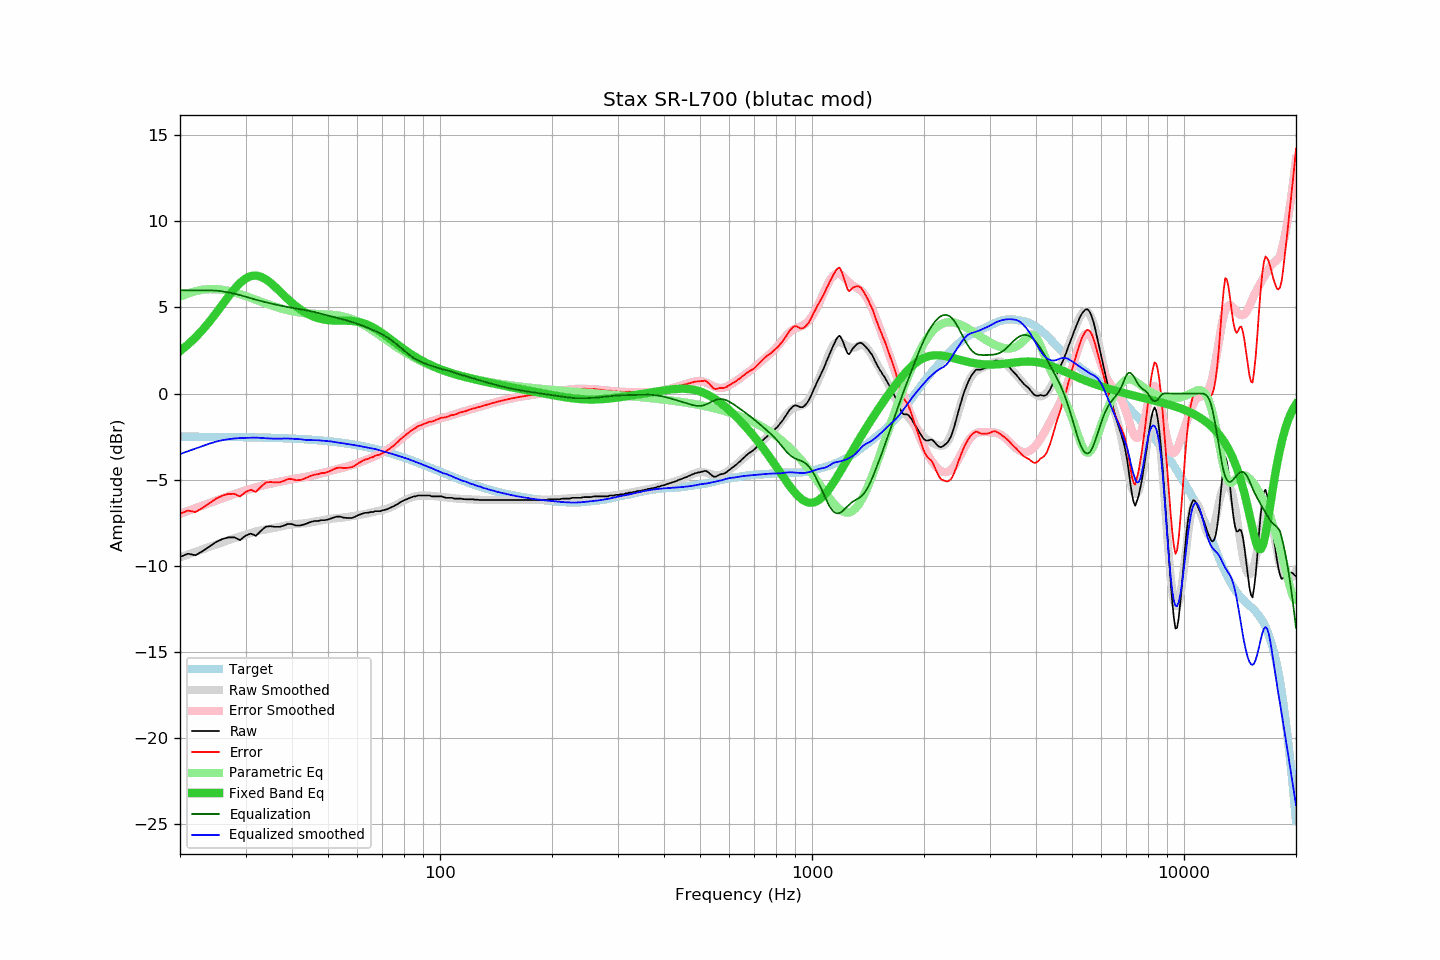 Stax SR-L700 (blutac mod)
15
10
5
0
−5
−10
−15
−20
−25
Amplitude (dBr)
Target
Raw Smoothed
Error Smoothed
Raw
Error
Parametric Eq
Fixed Band Eq
Equalization
Equalized smoothed
100
1000
10000
Frequency (Hz)